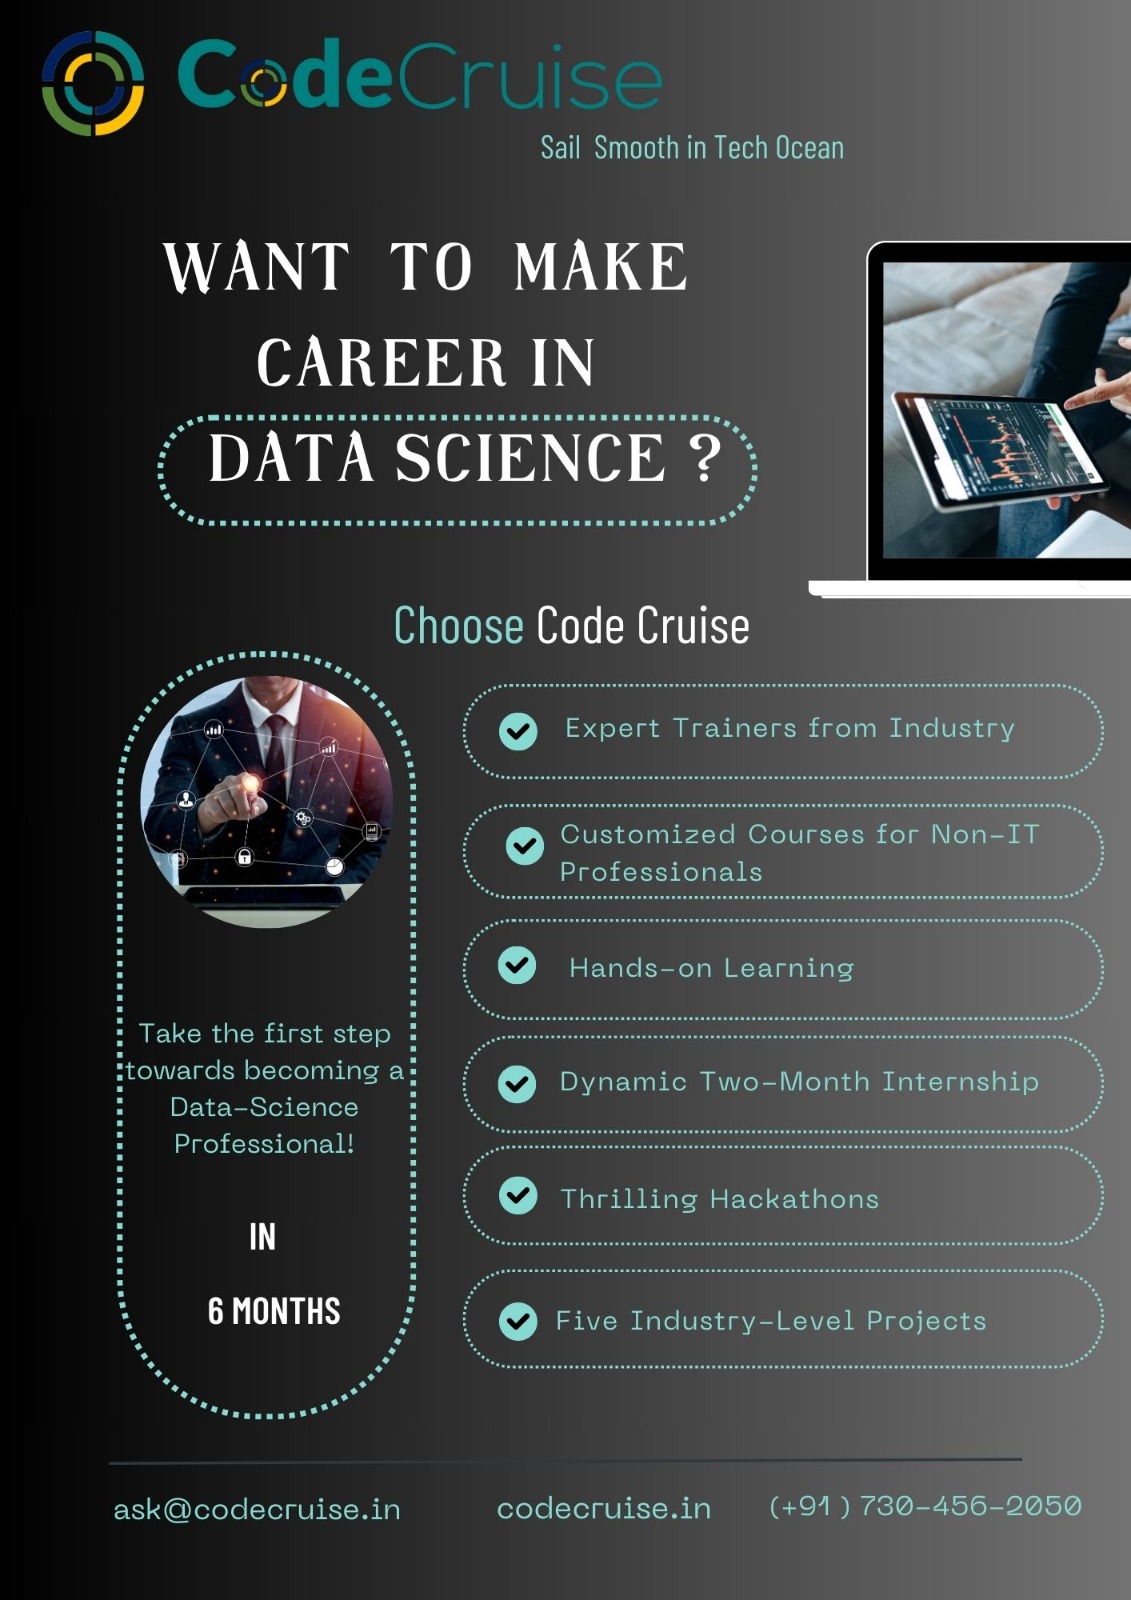 CodeCruise
Sail Smooth in Tech Ocean
WANT TO MAKE
CAREER IN
DATA SCIENCE ?
Choose Code Cruise
Take the first step
towards becoming a
Data-Science
Professional!
IN
6 MONTHS
Expert Trainers from Industry
Customized Courses for Non-IT
Professionals
Hands-on Learning
Dynamic Two-Month Internship
Thrilling Hackathons
Five Industry-Level Projects
ask@codecruise.in
codecruise.in
(+91 ) 730-456-2050